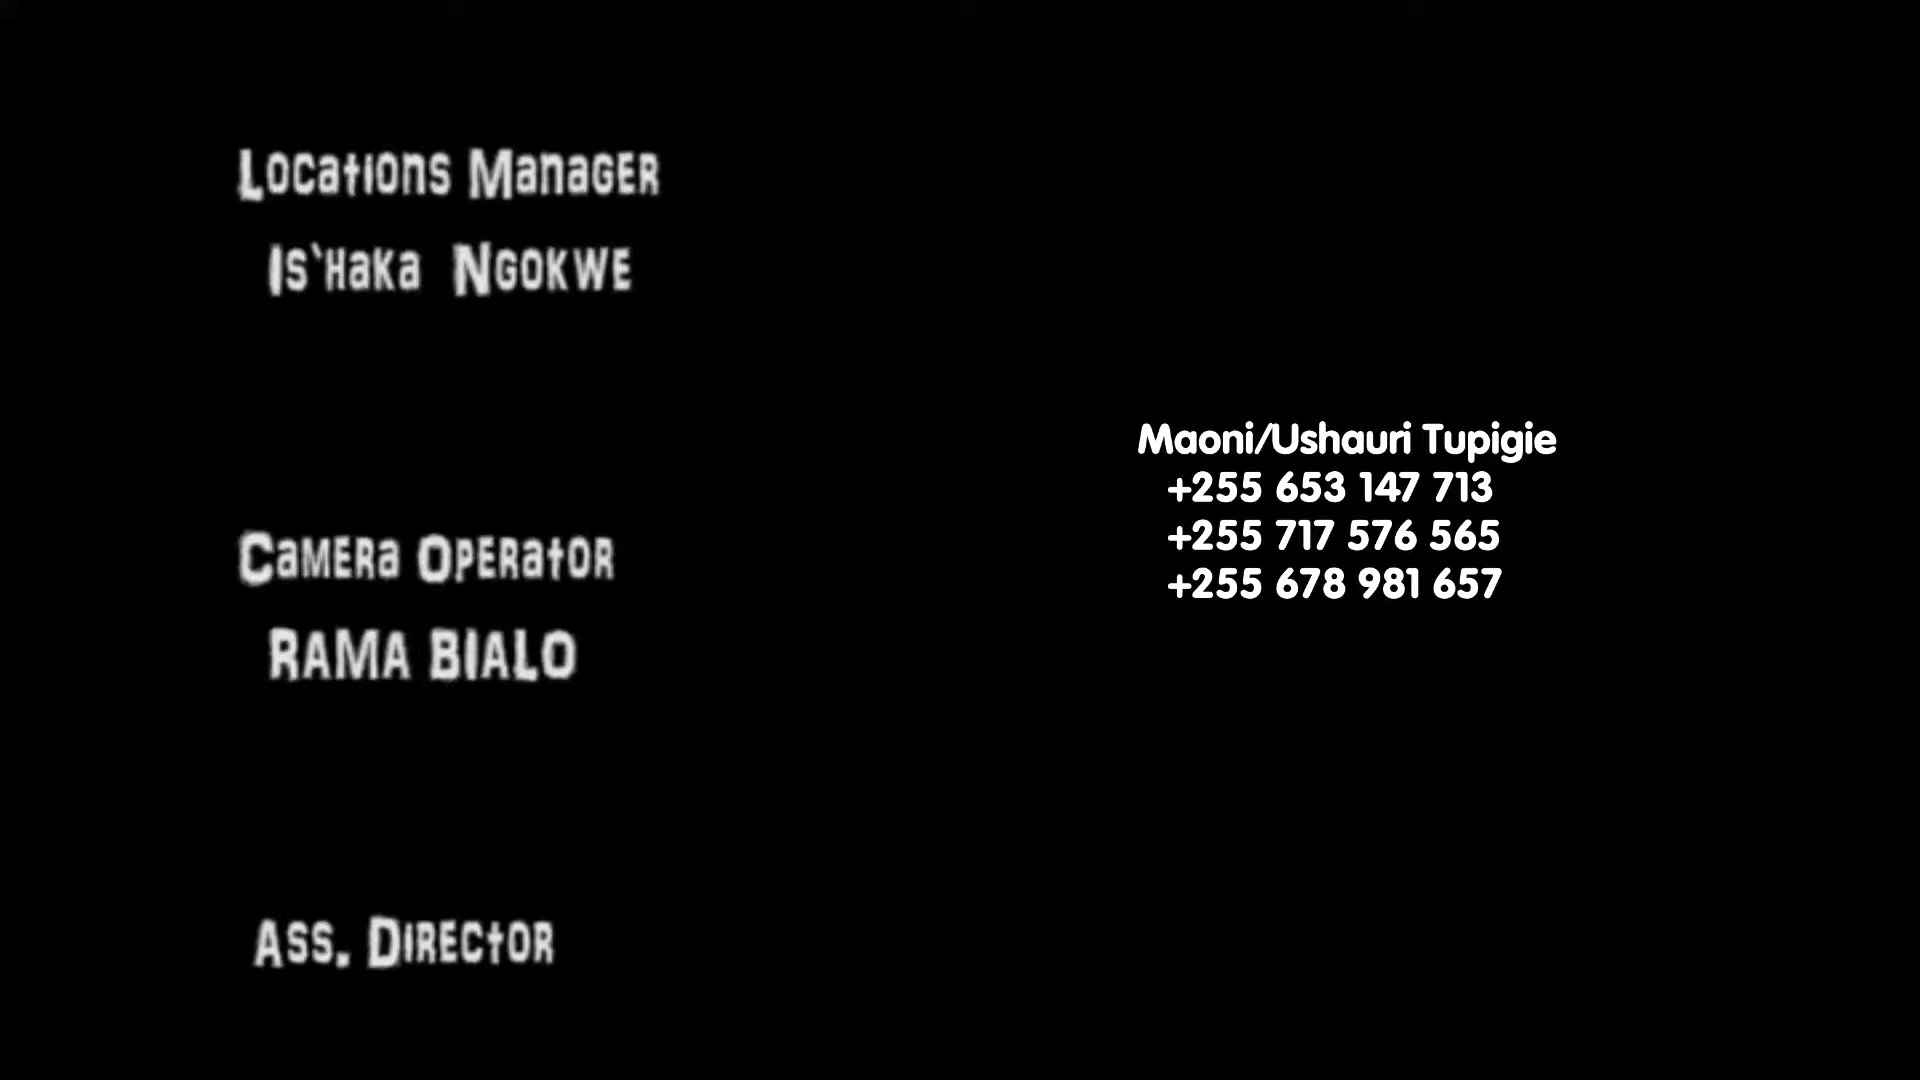 Locations Manager
Is`haka Ngokwe
Camera Operator
RAMA BIALO
Ass. Director
Maoni/Ushauri Tupigie
+255 653 147 713
+255 717 576 565
+255 678 981 657